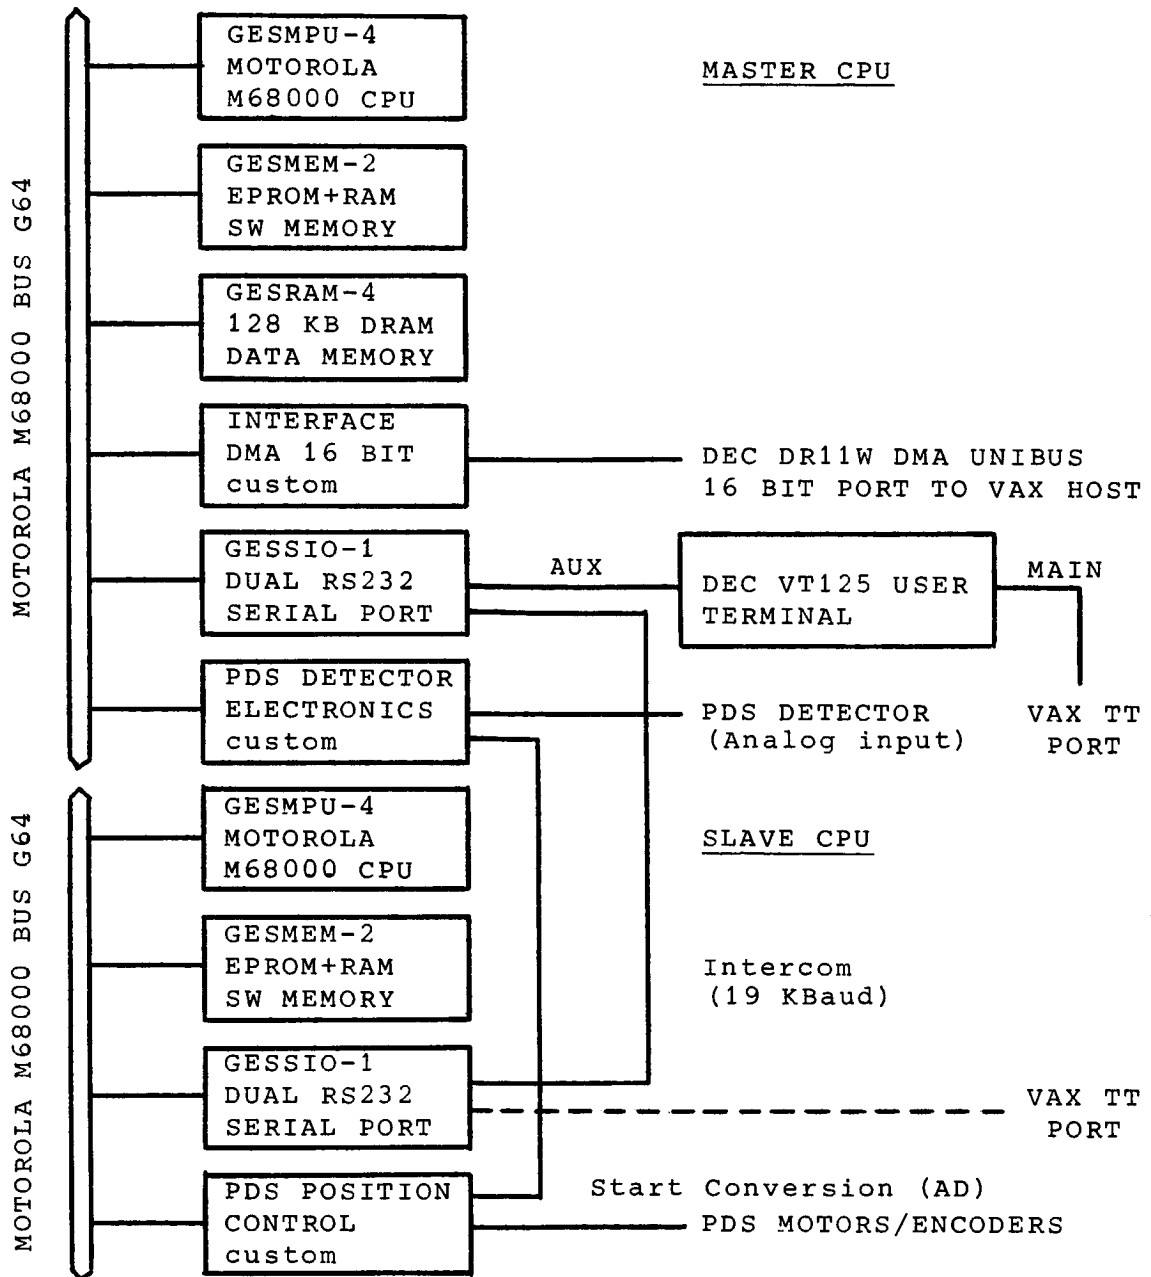 GESMPU-4
MOTOROLA
M68000 CPU
MASTER CPU
GESMEM-2
EPROM+RAM
SW MEMORY
MOTOROLA M68000 BUS G64
GESRAM-4
128 KB DRAM
DATA MEMORY
INTERFACE
DMA 16 BIT
custom
DEC DR11W DMA UNIBUS
16 BIT PORT TO VAX HOST
GESSIO-1
DUAL RS232
SERIAL PORT
AUX
DEC VT125 USER
TERMINAL
MAIN
PDS DETECTOR
ELECTRONICS
custom
PDS DETECTOR
(Analog input)
VAX TT
PORT
GESMPU-4
MOTOROLA
M68000 CPU
SLAVE CPU
MOTOROLA M68000 BUS G64
GESMEM-2
EPROM+RAM
SW MEMORY
Intercom
(19 KBaud)
GESSIO-1
DUAL RS232
SERIAL PORT
VAX TT
PORT
PDS POSITION
CONTROL
custom
Start Conversion (AD)
PDS MOTORS/ENCODERS